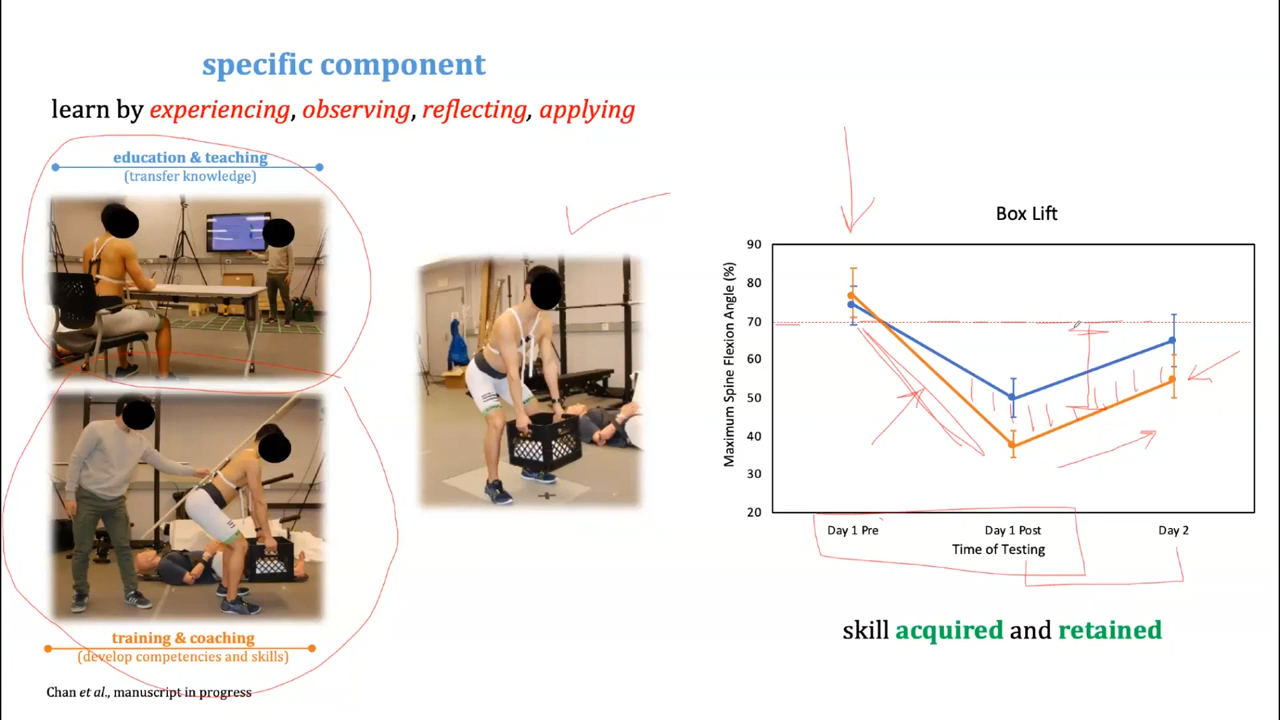 specific component
learn by experiencing, observing, reflecting, applying
education & teaching
(transfer knowledge)
training & coaching
(develop competencies and skills)
Chan et al., manuscript in progress
Box Lift
Maximum Spine Flexion Angle (%)
90
80
70
60
50
40
30
20
Day 1 Pre
Day 1 Post
Day 2
Time of Testing
skill acquired and retained